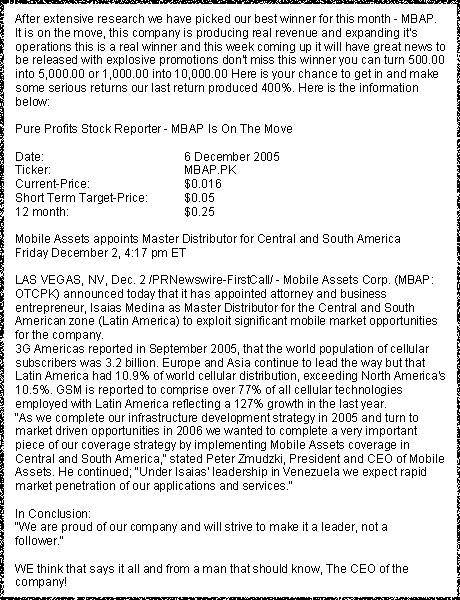 After extensive research we have picked our best winner for this month - MBAP.
It is on the move, this company is producing real revenue and expanding it's
operations this is a real winner and this week coming up it will have great news to
be released with explosive promotions don't miss this winner you can turn 500.00
into 5,000.00 or 1,000.00 into 10,000.00 Here is your chance to get in and make
some serious returns our last return produced 400%. Here is the information
below:
Pure Profits Stock Reporter - MBAP Is On The Move
Date: 6 December 2005
Ticker: MBAP.PK
Current-Price: $0.016
Short Term Target-Price: $0.05
12 month: $0.25
Mobile Assets appoints Master Distributor for Central and South America
Friday December 2, 4:17 pm ET
LAS VEGAS, NV, Dec. 2 /PRNewswire-FirstCall/ - Mobile Assets Corp. (MBAP:
OTCPK) announced today that it has appointed attorney and business
entrepreneur, Isaias Medina as Master Distributor for the Central and South
American zone (Latin America) to exploit significant mobile market opportunities
for the company.
3G Americas reported in September 2005, that the world population of cellular
subscribers was 3.2 billion. Europe and Asia continue to lead the way but that
Latin America had 10.9% of world cellular distribution, exceeding North America's
10.5%. GSM is reported to comprise over 77% of all cellular technologies
employed with Latin America reflecting a 127% growth in the last year.
"As we complete our infrastructure development strategy in 2005 and turn to
market driven opportunities in 2006 we wanted to complete a very important
piece of our coverage strategy by implementing Mobile Assets coverage in
Central and South America," stated Peter Zmudzki, President and CEO of Mobile
Assets. He continued; "Under Isaias' leadership in Venezuela we expect rapid
market penetration of our applications and services."
In Conclusion:
"We are proud of our company and will strive to make it a leader, not a
follower."
WE think that says it all and from a man that should know, The CEO of the
company!